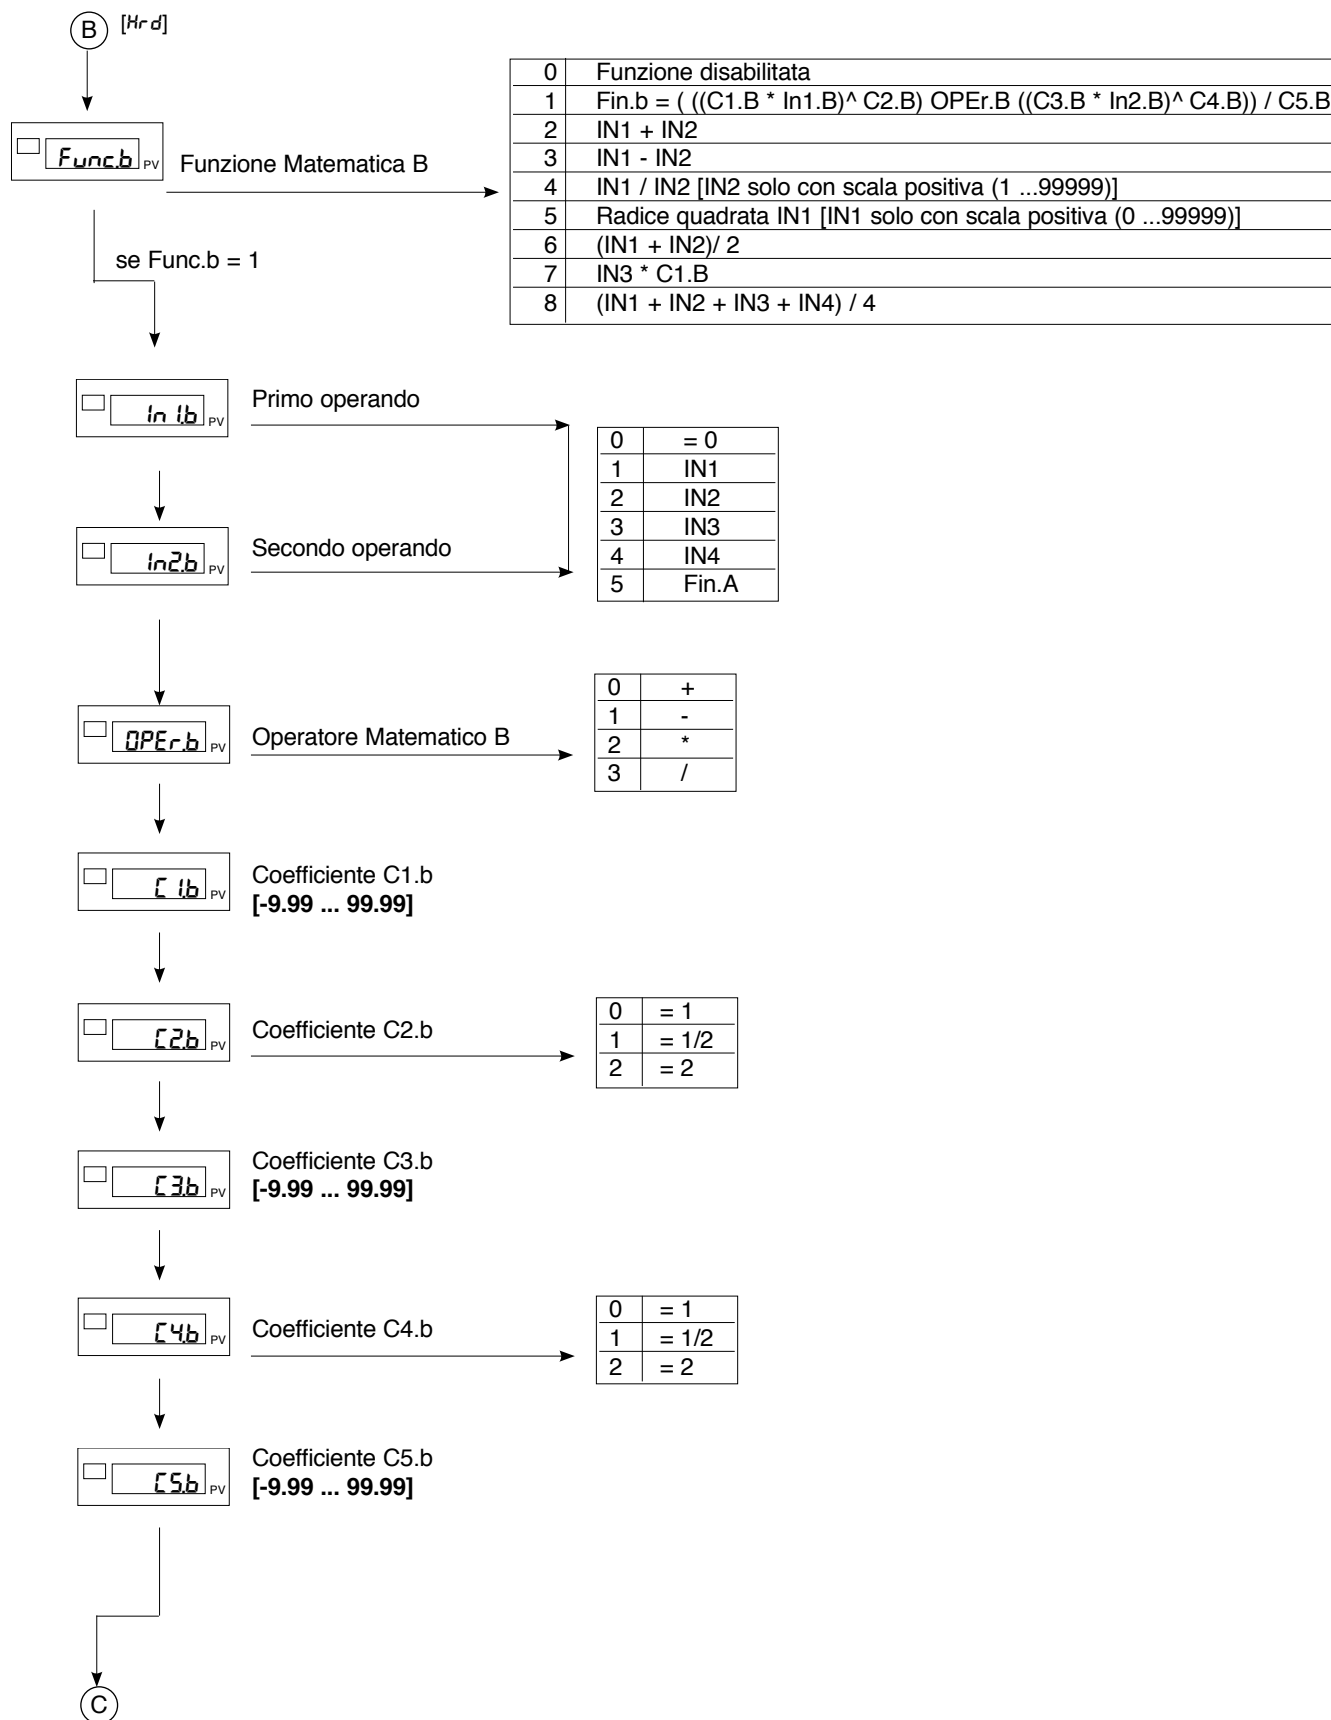 B [Hrd]
0 Funzione disabilitata
1 Fin.b = ( ((C1.B * In1.B)^ C2.B) OPEr.B ((C3.B * In2.B)^ C4.B)) / C5.B
2 IN1 + IN2
3 IN1 - IN2
4 IN1 / IN2 [IN2 solo con scala positiva (1 ...99999)]
5 Radice quadrata IN1 [IN1 solo con scala positiva (0 ...99999)]
6 (IN1 + IN2)/ 2
7 IN3 * C1.B
8 (IN1 + IN2 + IN3 + IN4) / 4
Func.b PV Funzione Matematica B
se Func.b = 1
In1.b PV Primo operando
0 = 0
1 IN1
2 IN2
3 IN3
4 IN4
5 Fin.A
In2.b PV Secondo operando
OPEr.b PV Operatore Matematico B
0 +
1 -
2 *
3 /
C1.b PV Coefficiente C1.b
[-9.99 ... 99.99]
C2.b PV Coefficiente C2.b
0 = 1
1 = 1/2
2 = 2
C3.b PV Coefficiente C3.b
[-9.99 ... 99.99]
C4.b PV Coefficiente C4.b
0 = 1
1 = 1/2
2 = 2
C5.b PV Coefficiente C5.b
[-9.99 ... 99.99]
C